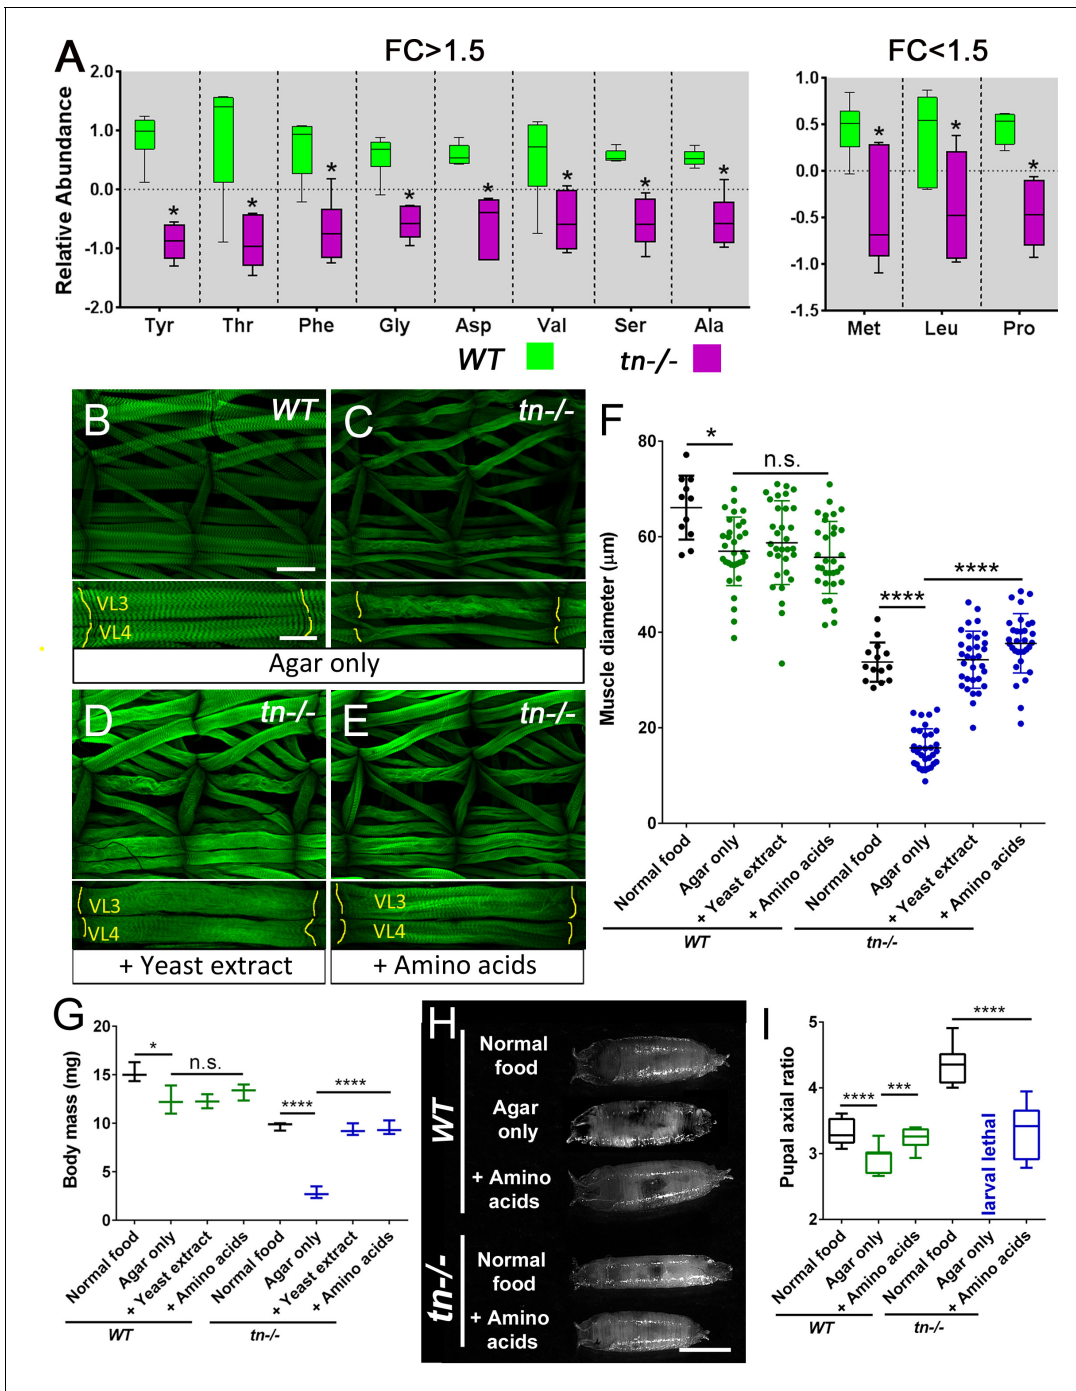 A
FC>1.5
FC<1.5
Relative Abundance
2.0
1.0
0.0
-1.0
-2.0
* * * * * * * *
Tyr Thr Phe Gly Asp Val Ser Ala
1.0
0.5
0.0
-0.5
-1.0
-1.5
* * *
Met Leu Pro
WT tn-/-
B WT
VL3
VL4
C tn-/-
Agar only
D tn-/-
VL3
VL4
E tn-/-
VL3
VL4
+ Yeast extract
+ Amino acids
F
Muscle diameter (μm)
80
60
40
20
0
*
n.s.
****
****
Normal food
Agar only
+ Yeast extract
+ Amino acids
Normal food
Agar only
+ Yeast extract
+ Amino acids
WT
tn-/-
G
Body mass (mg)
20
15
10
5
0
*
n.s.
****
****
Normal food
Agar only
+ Yeast extract
+ Amino acids
Normal food
Agar only
+ Yeast extract
+ Amino acids
WT
tn-/-
H
WT
Normal
food
Agar
only
+ Amino
acids
tn-/-
Normal
food
+ Amino
acids
I
Pupal axial ratio
5
4
3
2
****
***
****
larval lethal
Normal food
Agar only
+ Amino acids
Normal food
Agar only
+ Amino acids
WT
tn-/-